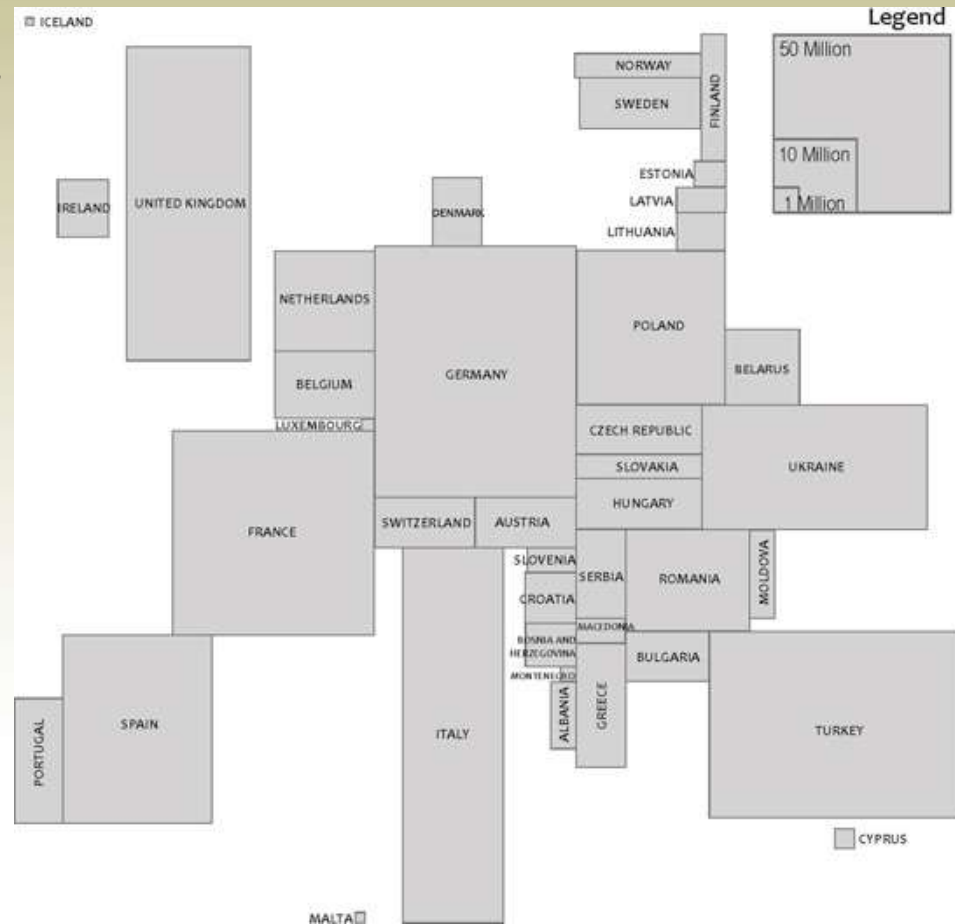 Legend
ICELAND
50 Million
NORWAY
SWEDEN
FINLAND
10 Million
ESTONIA
1 Million
LATVIA
IRELAND
UNITED KINGDOM
DENMARK
LITHUANIA
NETHERLANDS
POLAND
BELGIUM
GERMANY
BELARUS
LUXEMBOURG
CZECH REPUBLIC
SLOVAKIA
UKRAINE
HUNGARY
FRANCE
SWITZERLAND
AUSTRIA
SLOVENIA
SERBIA
ROMANIA
MOLDOVA
CROATIA
MACEDONIA
BOSNIA AND
HERZEGOVINA
BULGARIA
MONTENEGRO
ALBANIA
GREECE
PORTUGAL
SPAIN
ITALY
TURKEY
CYPRUS
MALTA